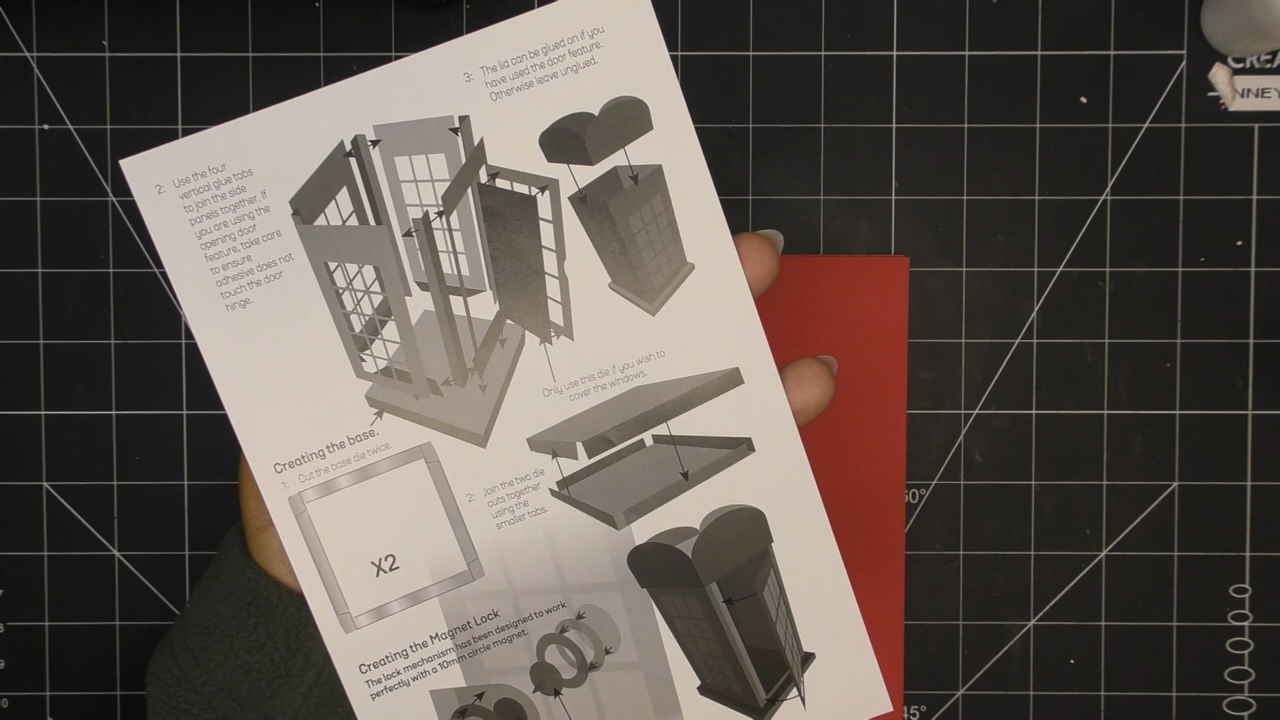 3: The lid can be glued on if you
have used the door feature.
Otherwise leave unglued.
2: Use the four
vertical glue tabs
to join the side
panels together. If
you are using the
opening door
feature, take care
to ensure
adhesive does not
touch the door
hinge.
Only use this die if you wish to
cover the windows.
Creating the base.
1: Cut the base die twice.
X2
2: Join the two die
cuts together
using the
smaller tabs.
Creating the Magnet Lock
The lock mechanism has been designed to work
perfectly with a 10mm circle magnet.
45°